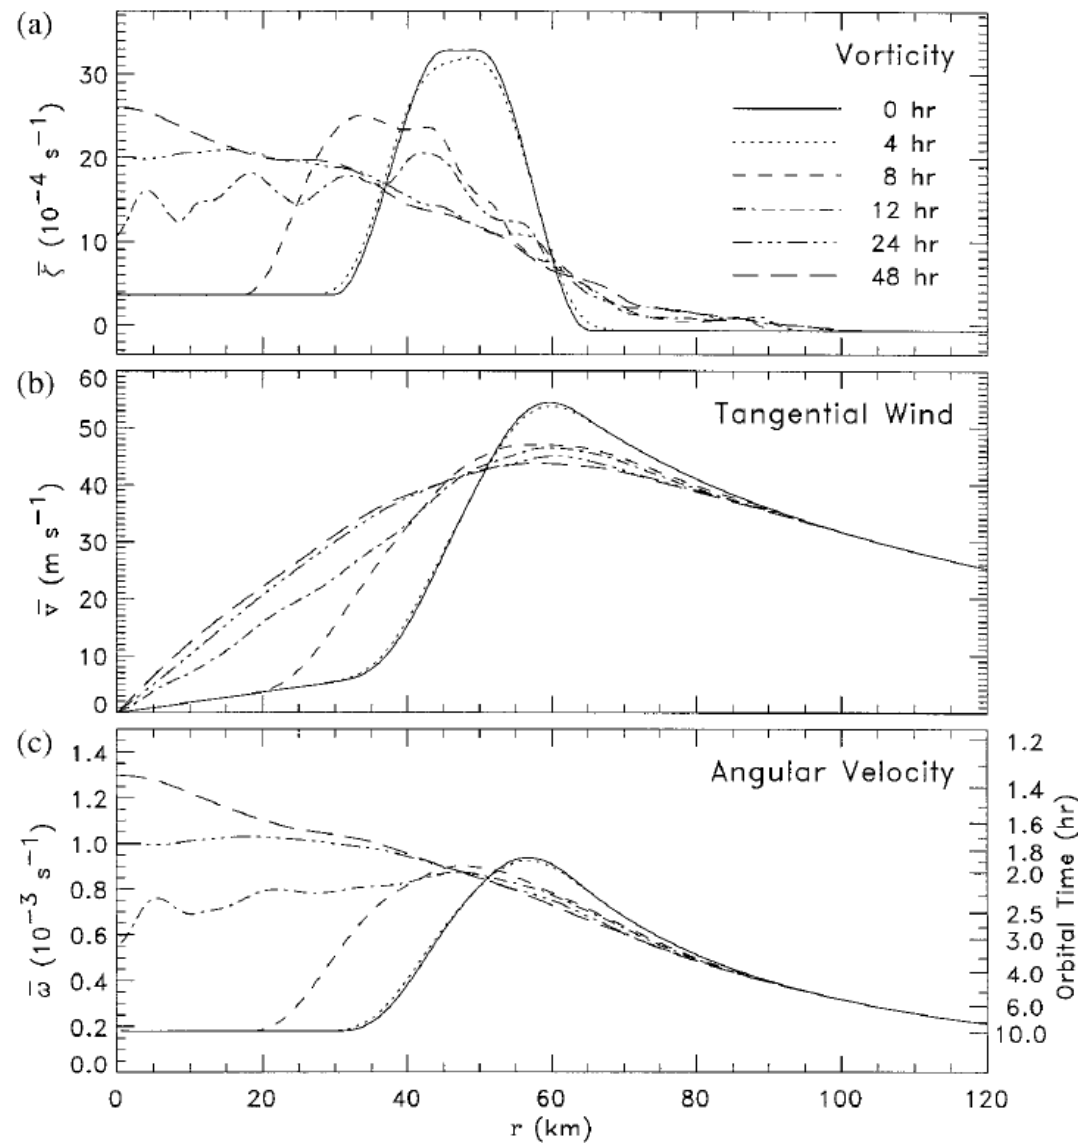 (a)
Vorticity
0 hr
4 hr
8 hr
12 hr
24 hr
48 hr
30
20
10
0
ζ̅ (10⁻⁴ s⁻¹)
(b)
Tangential Wind
60
50
40
30
20
10
0
v̅ (m s⁻¹)
(c)
Angular Velocity
1.4
1.2
1.0
0.8
0.6
0.4
0.2
0.0
ω̅ (10⁻³ s⁻¹)
1.2
1.4
1.6
1.8
2.0
2.5
3.0
4.0
6.0
10.0
Orbital Time (hr)
0 20 40 60 80 100 120
r (km)